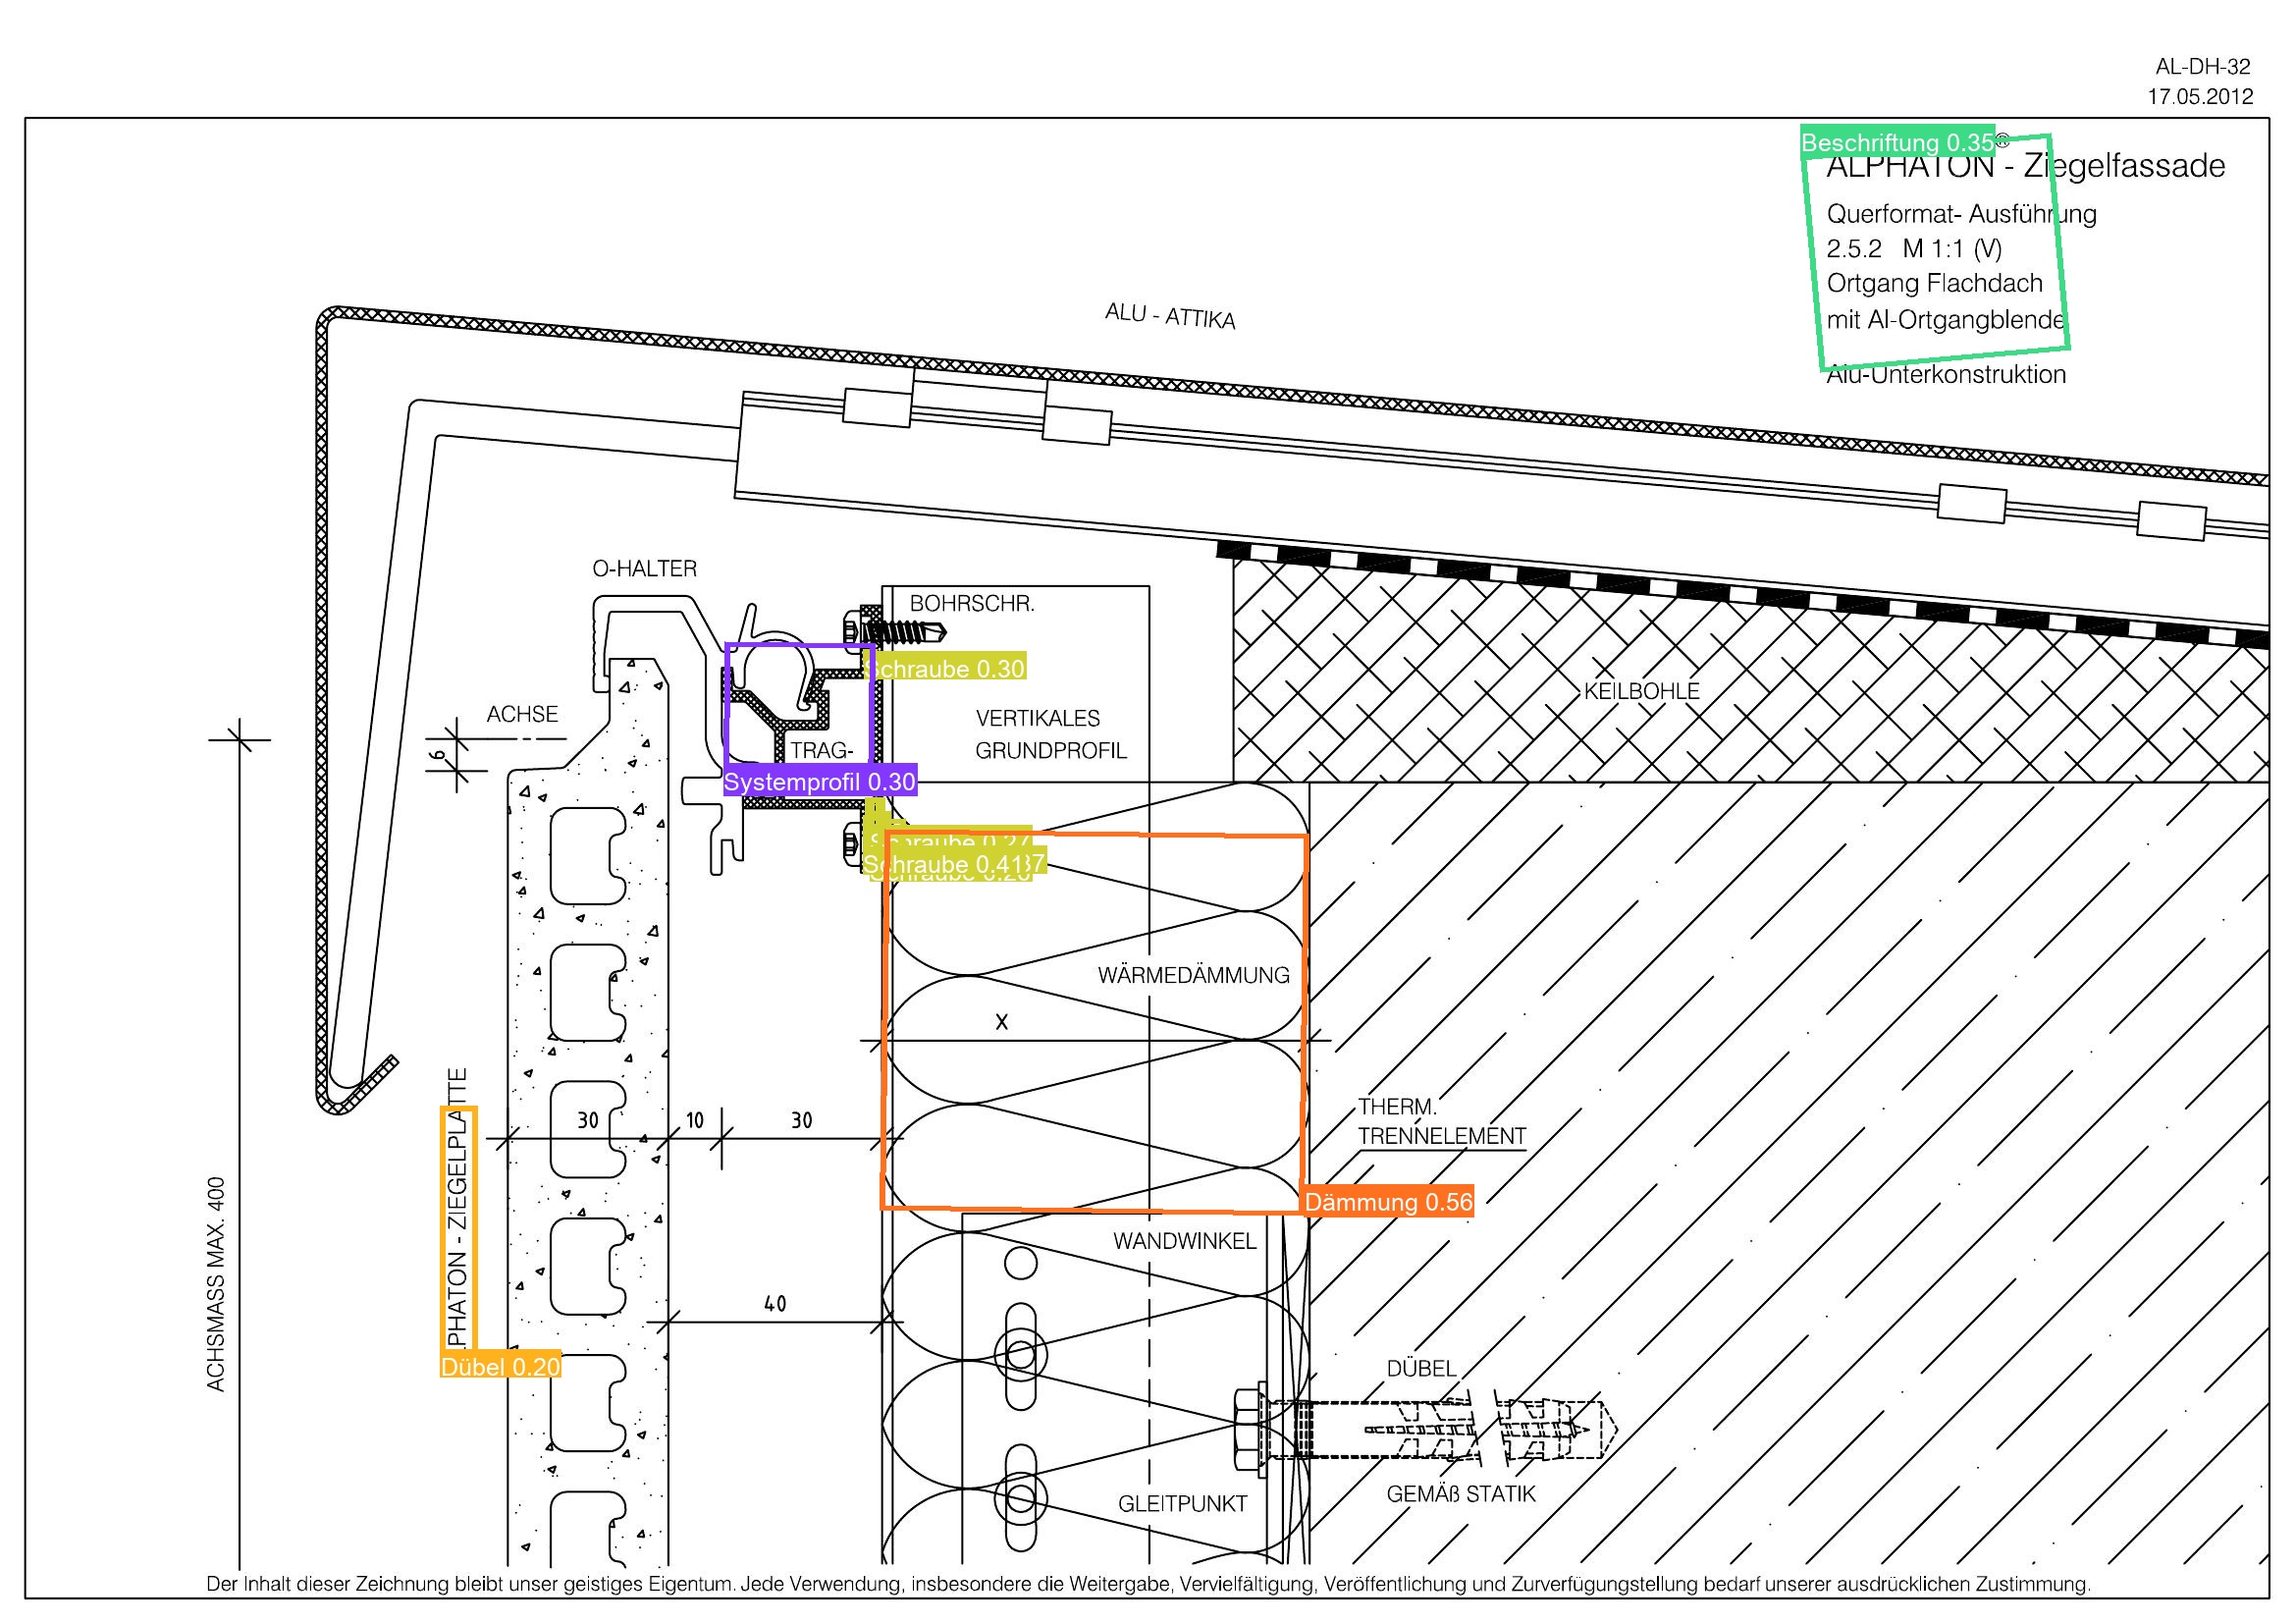 AL-DH-32
17.05.2012
Beschriftung 0.35
®
ALPHATON - Ziegelfassade
Querformat- Ausführung
2.5.2 M 1:1 (V)
Ortgang Flachdach
mit Al-Ortgangblende
Alu-Unterkonstruktion
ALU - ATTIKA
O-HALTER
BOHRSCHR.
Schraube 0.30
KEILBOHLE
ACHSE
VERTIKALES
GRUNDPROFIL
6
TRAG-
Systemprofil 0.30
Schraube 0.27
Schraube 0.41
WÄRMEDÄMMUNG
X
THERM.
TRENNELEMENT
30
10
30
PHATON - ZIEGELPLATTE
ACHSMASS MAX. 400
Dämmung 0.56
WANDWINKEL
40
Dübel 0.20
DÜBEL
GEMÄß STATIK
GLEITPUNKT
Der Inhalt dieser Zeichnung bleibt unser geistiges Eigentum. Jede Verwendung, insbesondere die Weitergabe, Vervielfältigung, Veröffentlichung und Zurverfügungstellung bedarf unserer ausdrücklichen Zustimmung.